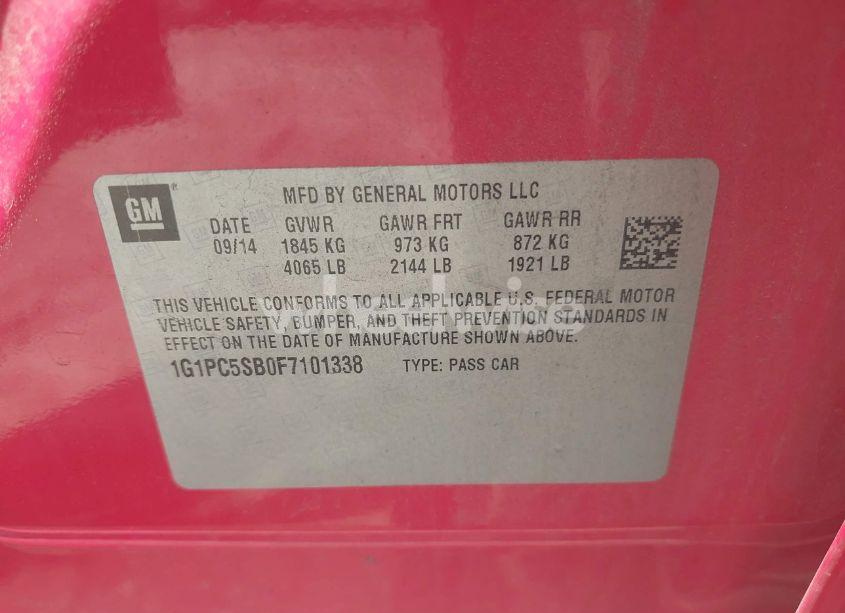 GM ® MFD BY GENERAL MOTORS LLC
DATE GVWR GAWR FRT GAWR RR
09/14 1845 KG 973 KG 872 KG
4065 LB 2144 LB 1921 LB
THIS VEHICLE CONFORMS TO ALL APPLICABLE U.S. FEDERAL MOTOR
VEHICLE SAFETY, BUMPER, AND THEFT PREVENTION STANDARDS IN
EFFECT ON THE DATE OF MANUFACTURE SHOWN ABOVE.
1G1PC5SB0F7101338 TYPE: PASS CAR